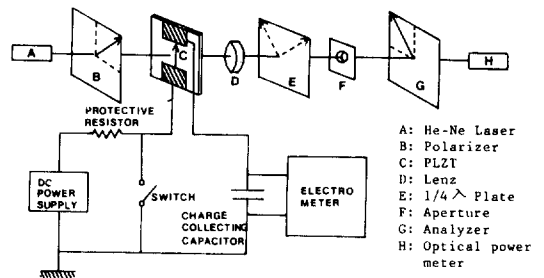 A
B
C
D
E
F
G
H
PROTECTIVE
RESISTOR
DC
POWER
SUPPLY
SWITCH
CHARGE
COLLECTING
CAPACITOR
ELECTRO
METER
A: He-Ne Laser
B: Polarizer
C: PLZT
D: Lenz
E: 1/4 λ Plate
F: Aperture
G: Analyzer
H: Optical power
meter